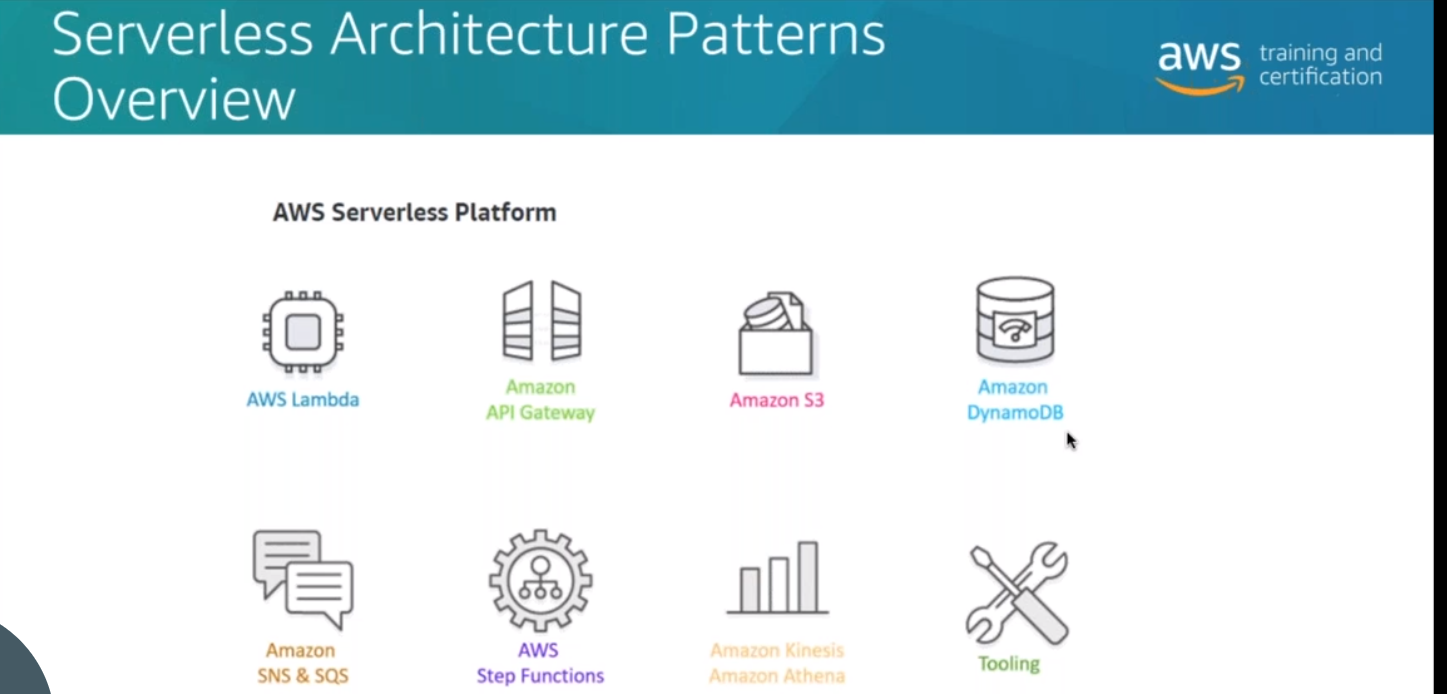 Serverless Architecture Patterns
Overview
aws training and
certification
AWS Serverless Platform
AWS Lambda
Amazon
API Gateway
Amazon S3
Amazon
DynamoDB
Amazon
SNS & SQS
AWS
Step Functions
Amazon Kinesis
Amazon Athena
Tooling